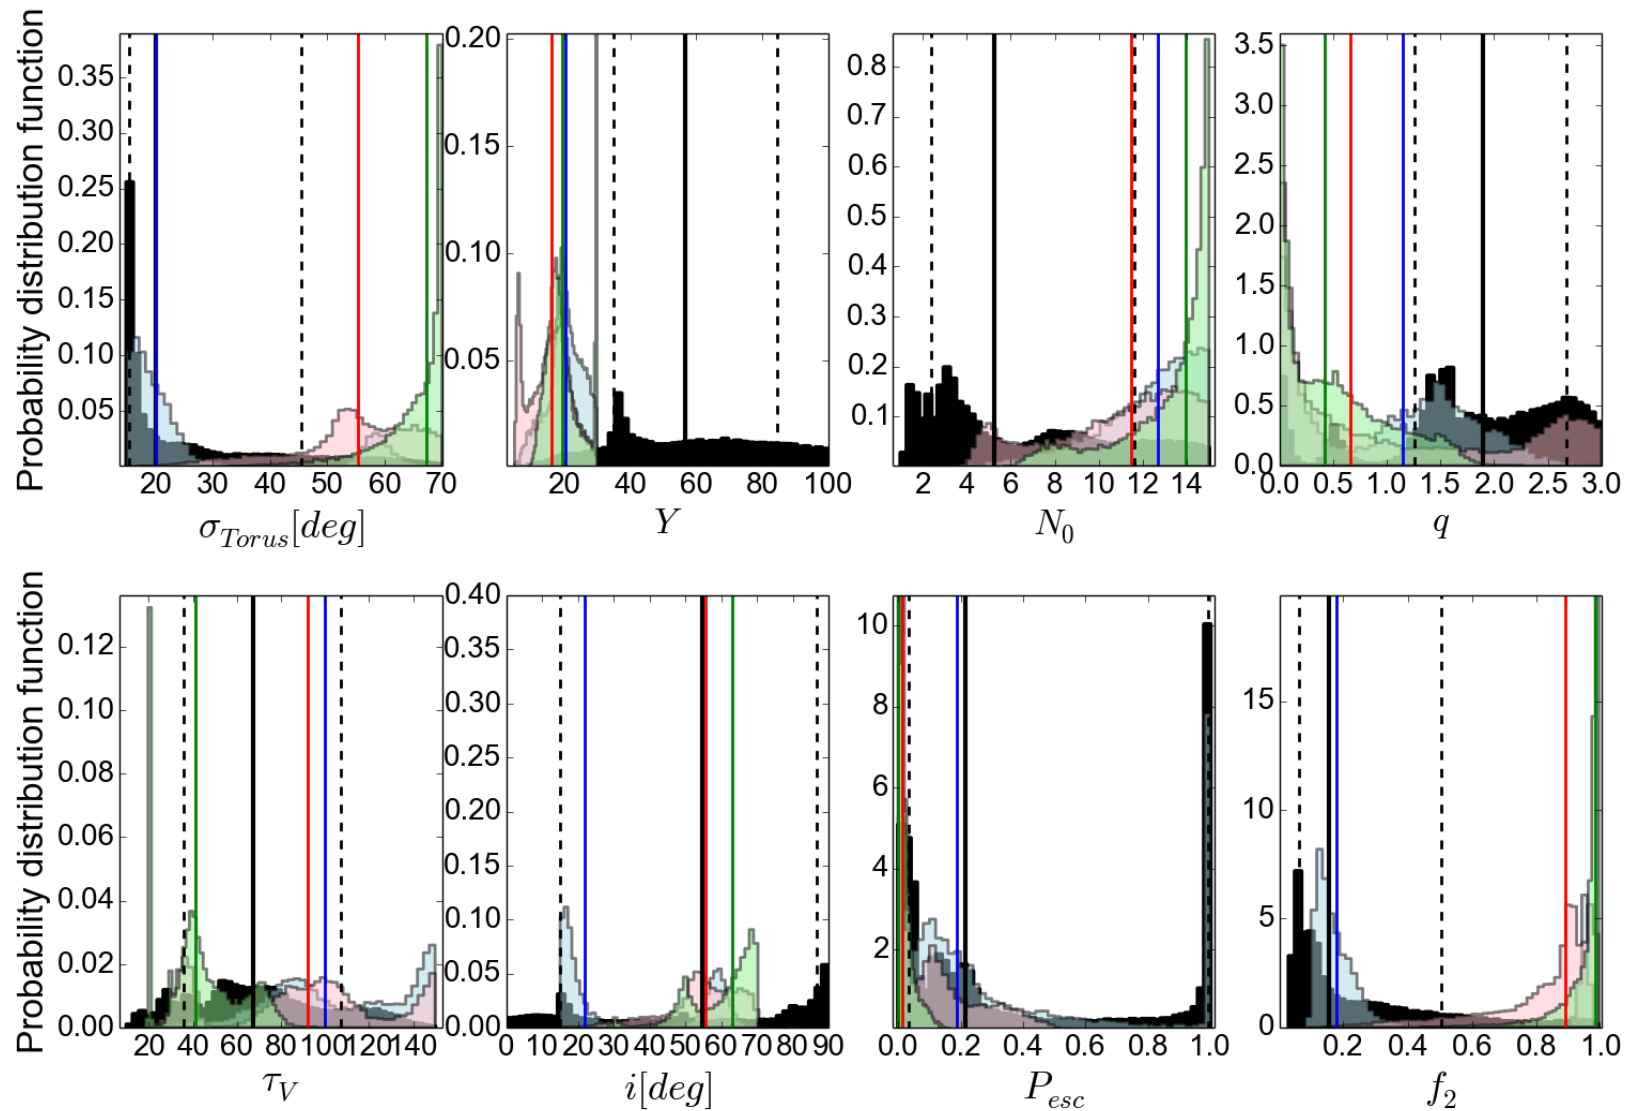 Probability distribution function
0.35 0.30 0.25 0.20 0.15 0.10 0.05
20 30 40 50 60 70
σ_Torus[deg]
0.20 0.15 0.10 0.05
20 40 60 80 100
Y
0.8 0.7 0.6 0.5 0.4 0.3 0.2 0.1
2 4 6 8 10 12 14
N_0
3.5 3.0 2.5 2.0 1.5 1.0 0.5 0.0
0.0 0.5 1.0 1.5 2.0 2.5 3.0
q
Probability distribution function
0.12 0.10 0.08 0.06 0.04 0.02 0.00
20 40 60 80 100 120 140
τ_V
0.40 0.35 0.30 0.25 0.20 0.15 0.10 0.05 0.00
0 10 20 30 40 50 60 70 80 90
i[deg]
10 8 6 4 2
0.0 0.2 0.4 0.6 0.8 1.0
P_esc
15 10 5 0
0.2 0.4 0.6 0.8 1.0
f_2